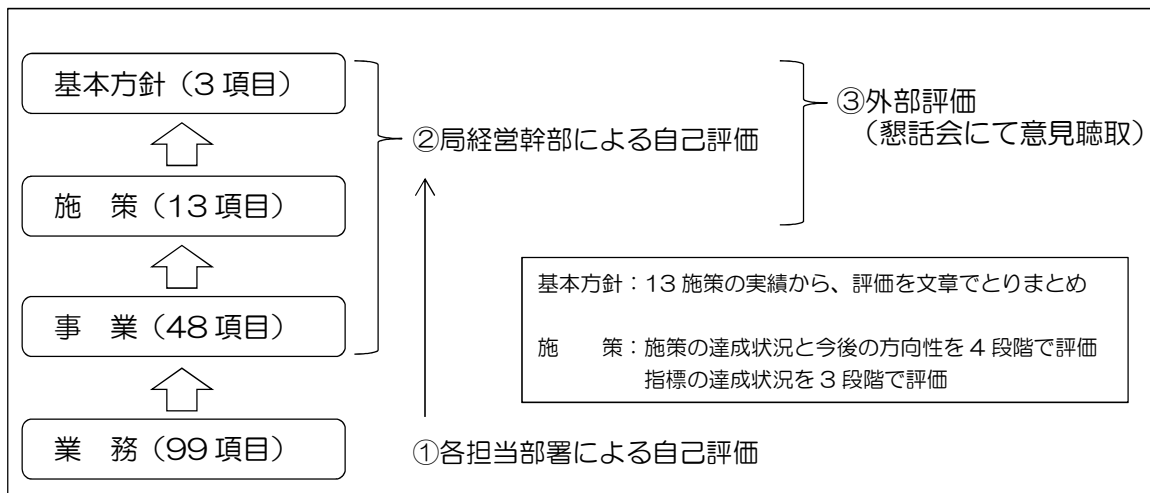 基本方針（3 項目）
施　策（13 項目）
事　業（48 項目）
業　務（99 項目）
②局経営幹部による自己評価
①各担当部署による自己評価
③外部評価
（懇話会にて意見聴取）
基本方針：13 施策の実績から、評価を文章でとりまとめ
施　　策：施策の達成状況と今後の方向性を 4 段階で評価
指標の達成状況を 3 段階で評価